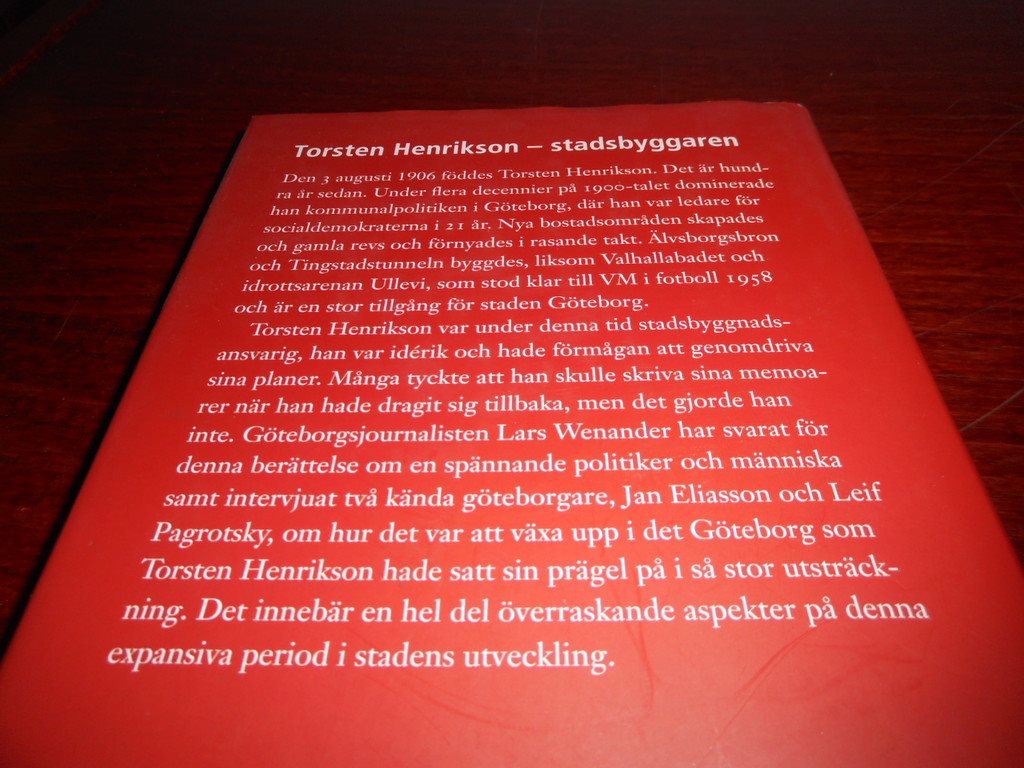 Torsten Henrikson – stadsbyggaren
Den 3 augusti 1906 föddes Torsten Henrikson. Det är hund-
ra år sedan. Under flera decennier på 1900-talet dominerade
han kommunalpolitiken i Göteborg, där han var ledare för
socialdemokraterna i 21 år. Nya bostadsområden skapades
och gamla revs och förnyades i rasande takt. Älvsborgsbron
och Tingstadstunneln byggdes, liksom Valhallabadet och
idrottsarenan Ullevi, som stod klar till VM i fotboll 1958
och är en stor tillgång för staden Göteborg.
Torsten Henrikson var under denna tid stadsbyggnads-
ansvarig, han var idérik och hade förmågan att genomdriva
sina planer. Många tyckte att han skulle skriva sina memoa-
rer när han hade dragit sig tillbaka, men det gjorde han
inte. Göteborgsjournalisten Lars Wenander har svarat för
denna berättelse om en spännande politiker och människa
samt intervjuat två kända göteborgare, Jan Eliasson och Leif
Pagrotsky, om hur det var att växa upp i det Göteborg som
Torsten Henrikson hade satt sin prägel på i så stor utsträck-
ning. Det innebär en hel del överraskande aspekter på denna
expansiva period i stadens utveckling.